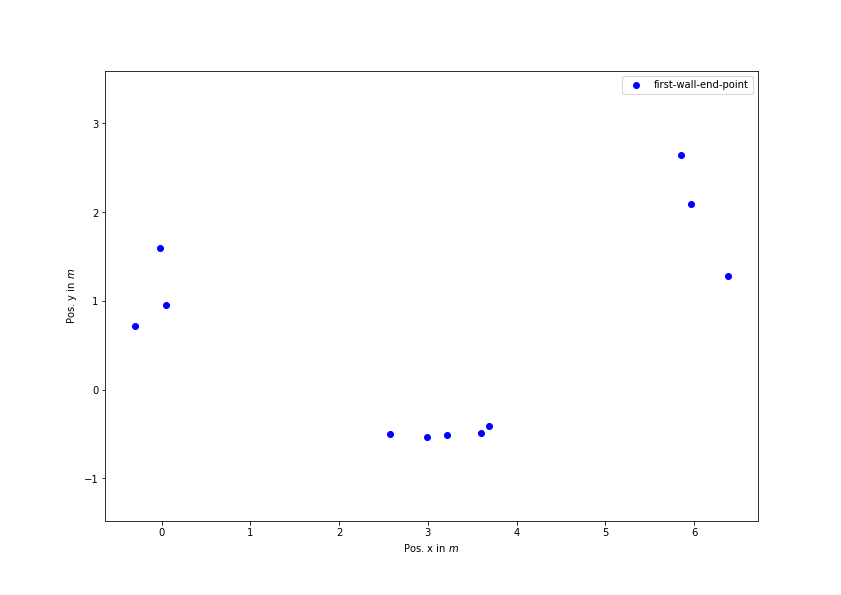 first-wall-end-point
3
2
1
0
−1
Pos. y in m
0 1 2 3 4 5 6
Pos. x in m